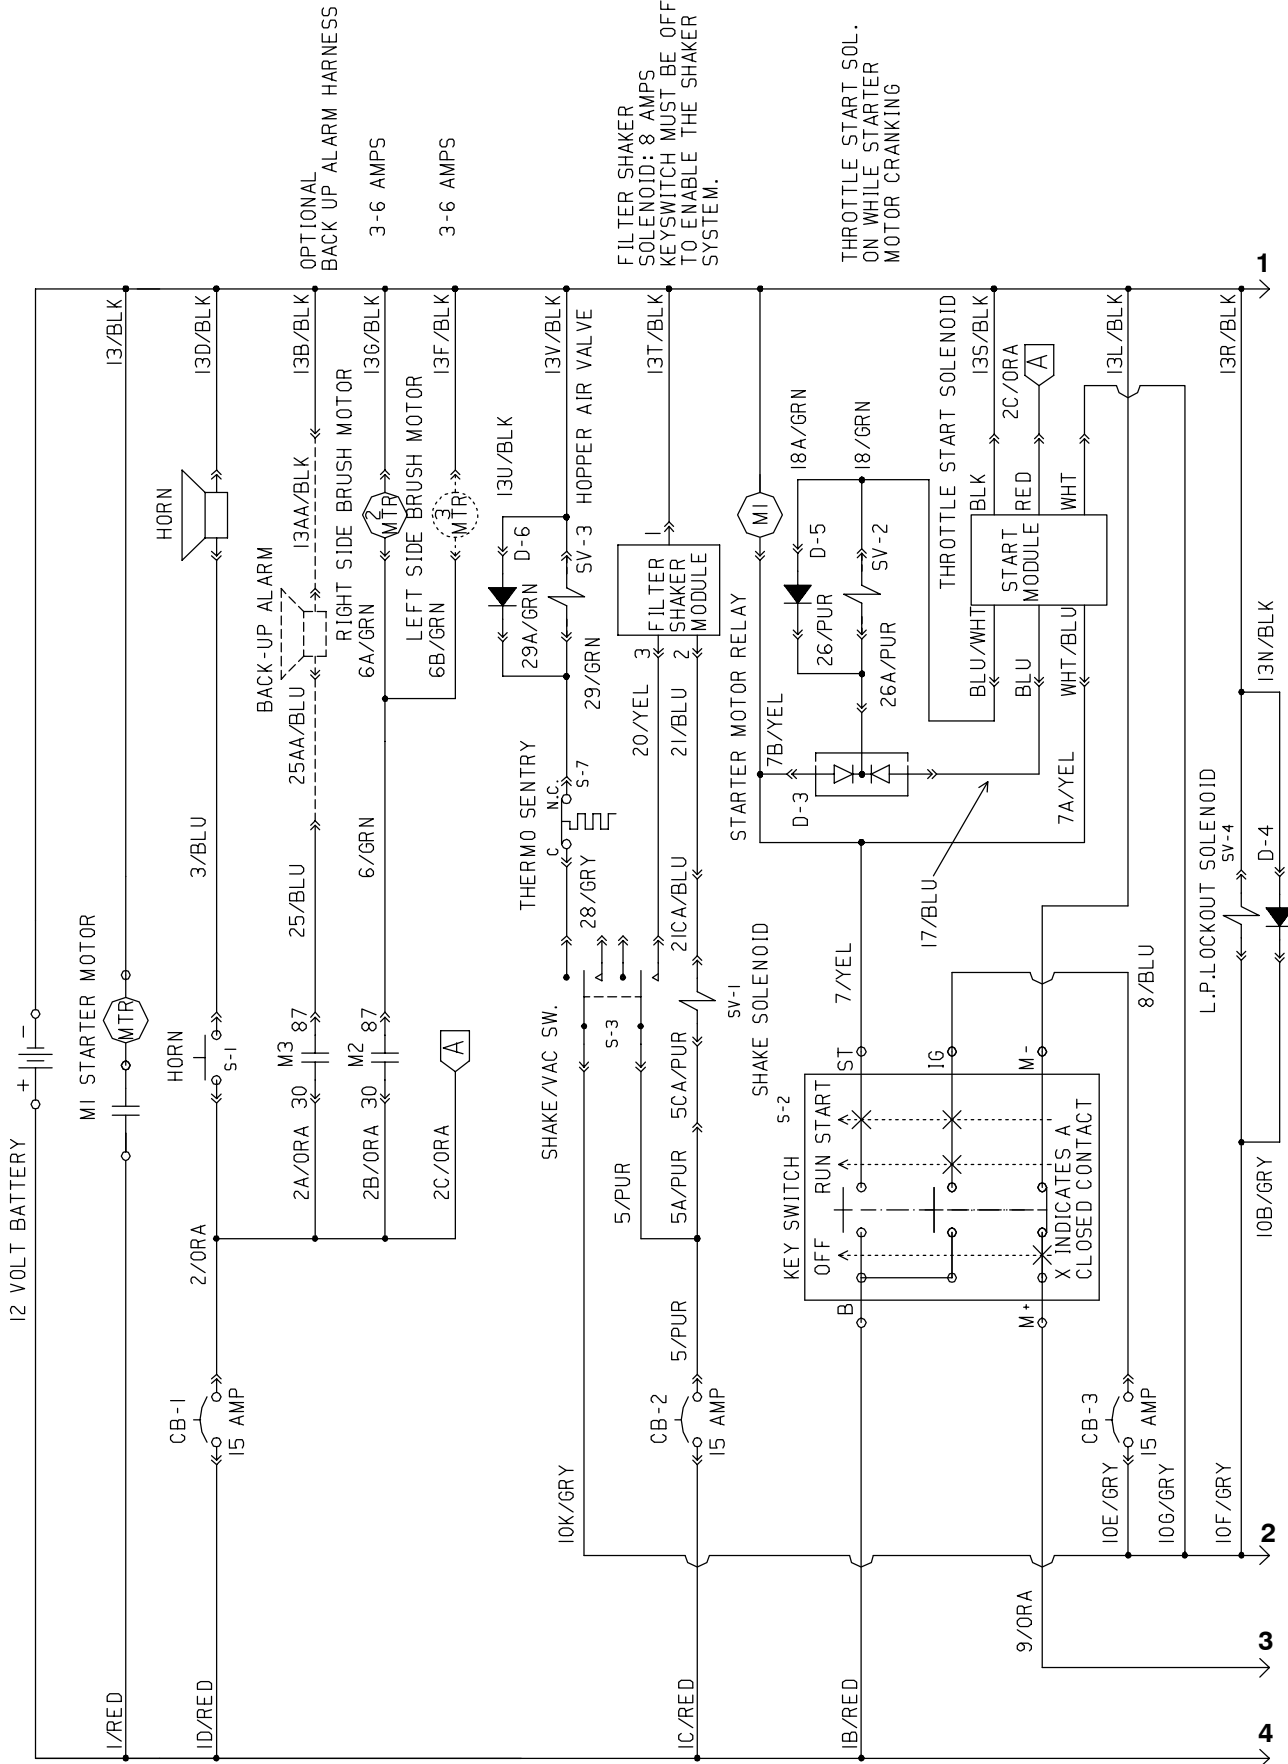 12 VOLT BATTERY
+
-
1/RED
M1 STARTER MOTOR
MTR
13/BLK
1D/RED
CB-1
15 AMP
2/ORA
HORN
S-1
3/BLU
HORN
13D/BLK
2A/ORA
30
M3
87
25/BLU
25AA/BLU
BACK-UP ALARM
13AA/BLK
13B/BLK
OPTIONAL
BACK UP ALARM HARNESS
2B/ORA
30
M2
87
6/GRN
6A/GRN
RIGHT SIDE BRUSH MOTOR
2
MTR
13G/BLK
3-6 AMPS
2C/ORA
A
6B/GRN
LEFT SIDE BRUSH MOTOR
3
MTR
13F/BLK
3-6 AMPS
SHAKE/VAC SW.
S-3
THERMO SENTRY
C
N.C.
S-7
28/GRY
29/GRN
29A/GRN
D-6
13U/BLK
SV-3
HOPPER AIR VALVE
13V/BLK
10K/GRY
5/PUR
20/YEL
3
FILTER
SHAKER
MODULE
1
13T/BLK
FILTER SHAKER
SOLENOID: 8 AMPS
KEYSWITCH MUST BE OFF
TO ENABLE THE SHAKER
SYSTEM.
1C/RED
CB-2
15 AMP
5/PUR
5A/PUR
5CA/PUR
SV-1
SHAKE SOLENOID
21CA/BLU
21/BLU
2
STARTER MOTOR RELAY
M1
7B/YEL
D-3
26/PUR
D-5
18A/GRN
26A/PUR
SV-2
18/GRN
THROTTLE START SOL.
ON WHILE STARTER
MOTOR CRANKING
1B/RED
KEY SWITCH
S-2
OFF
RUN
START
B
ST
IG
M+
M-
X INDICATES A
CLOSED CONTACT
7/YEL
17/BLU
7A/YEL
THROTTLE START SOLENOID
BLU/WHT
BLU
WHT/BLU
START
MODULE
BLK
RED
WHT
13S/BLK
2C/ORA
A
9/ORA
10E/GRY
CB-3
15 AMP
8/BLU
13L/BLK
10G/GRY
10F/GRY
10B/GRY
L.P.LOCKOUT SOLENOID
SV-4
D-4
13N/BLK
13R/BLK
4
3
2
1